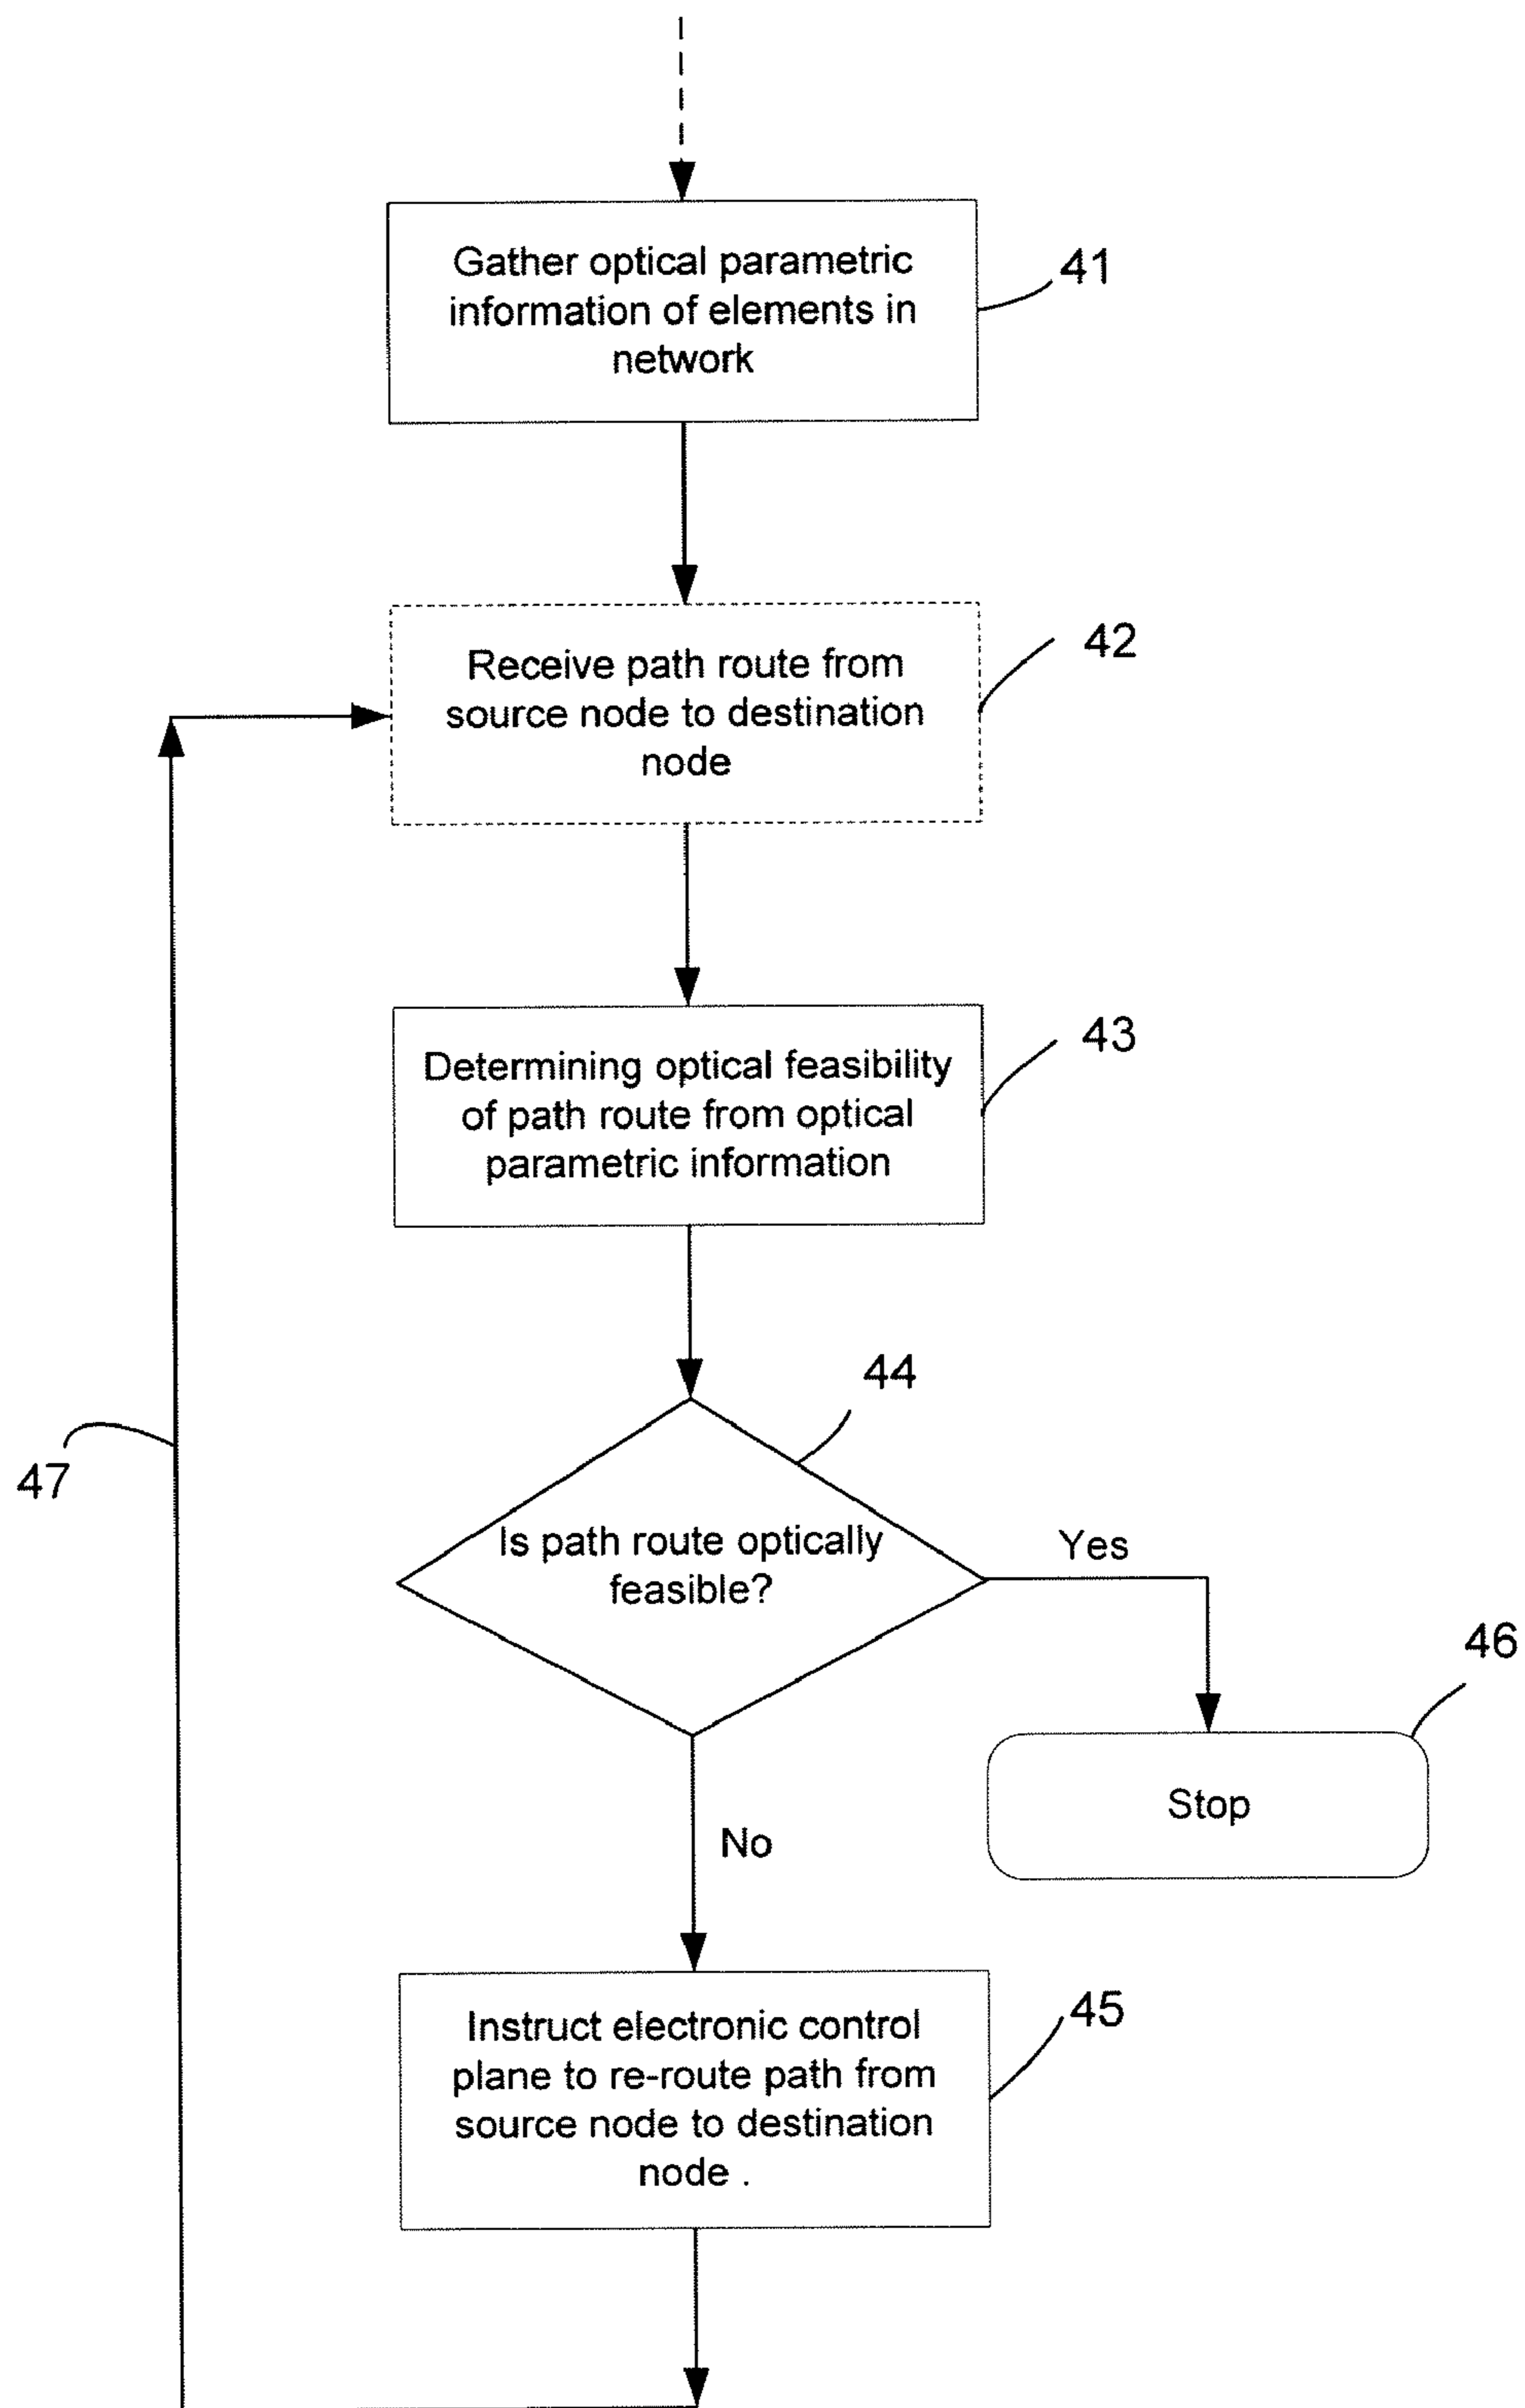 Gather optical parametric
information of elements in
network
41
Receive path route from
source node to destination
node
42
Determining optical feasibility
of path route from optical
parametric information
43
44
47
Is path route optically
feasible?
Yes
46
Stop
No
Instruct electronic control
plane to re-route path from
source node to destination
node .
45